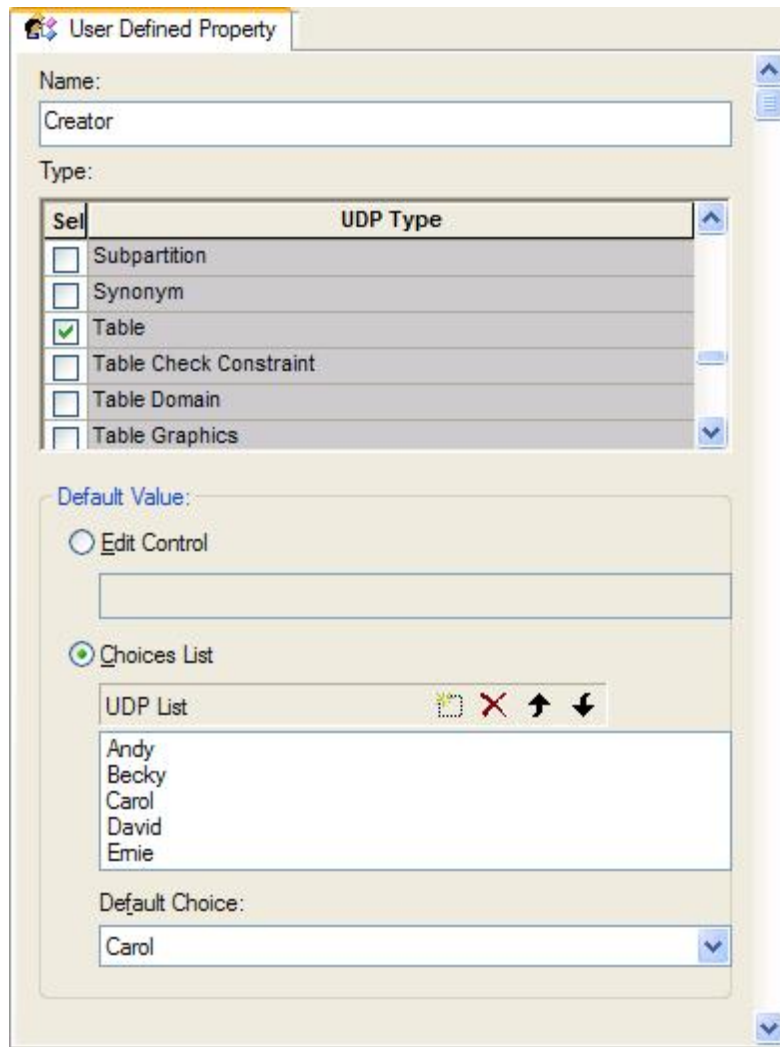 User Defined Property
Name:
Creator
Type:
Sel UDP Type
Subpartition
Synonym
Table
Table Check Constraint
Table Domain
Table Graphics
Default Value:
Edit Control
Choices List
UDP List
Andy
Becky
Carol
David
Ernie
Default Choice:
Carol